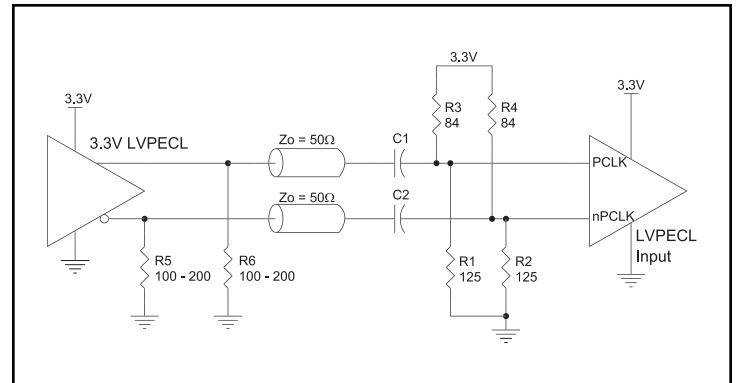 3.3V
3.3V
3.3V
3.3V LVPECL
R3
84
R4
84
Zo = 50Ω
C1
PCLK
Zo = 50Ω
C2
nPCLK
LVPECL
Input
R5
100 - 200
R6
100 - 200
R1
125
R2
125